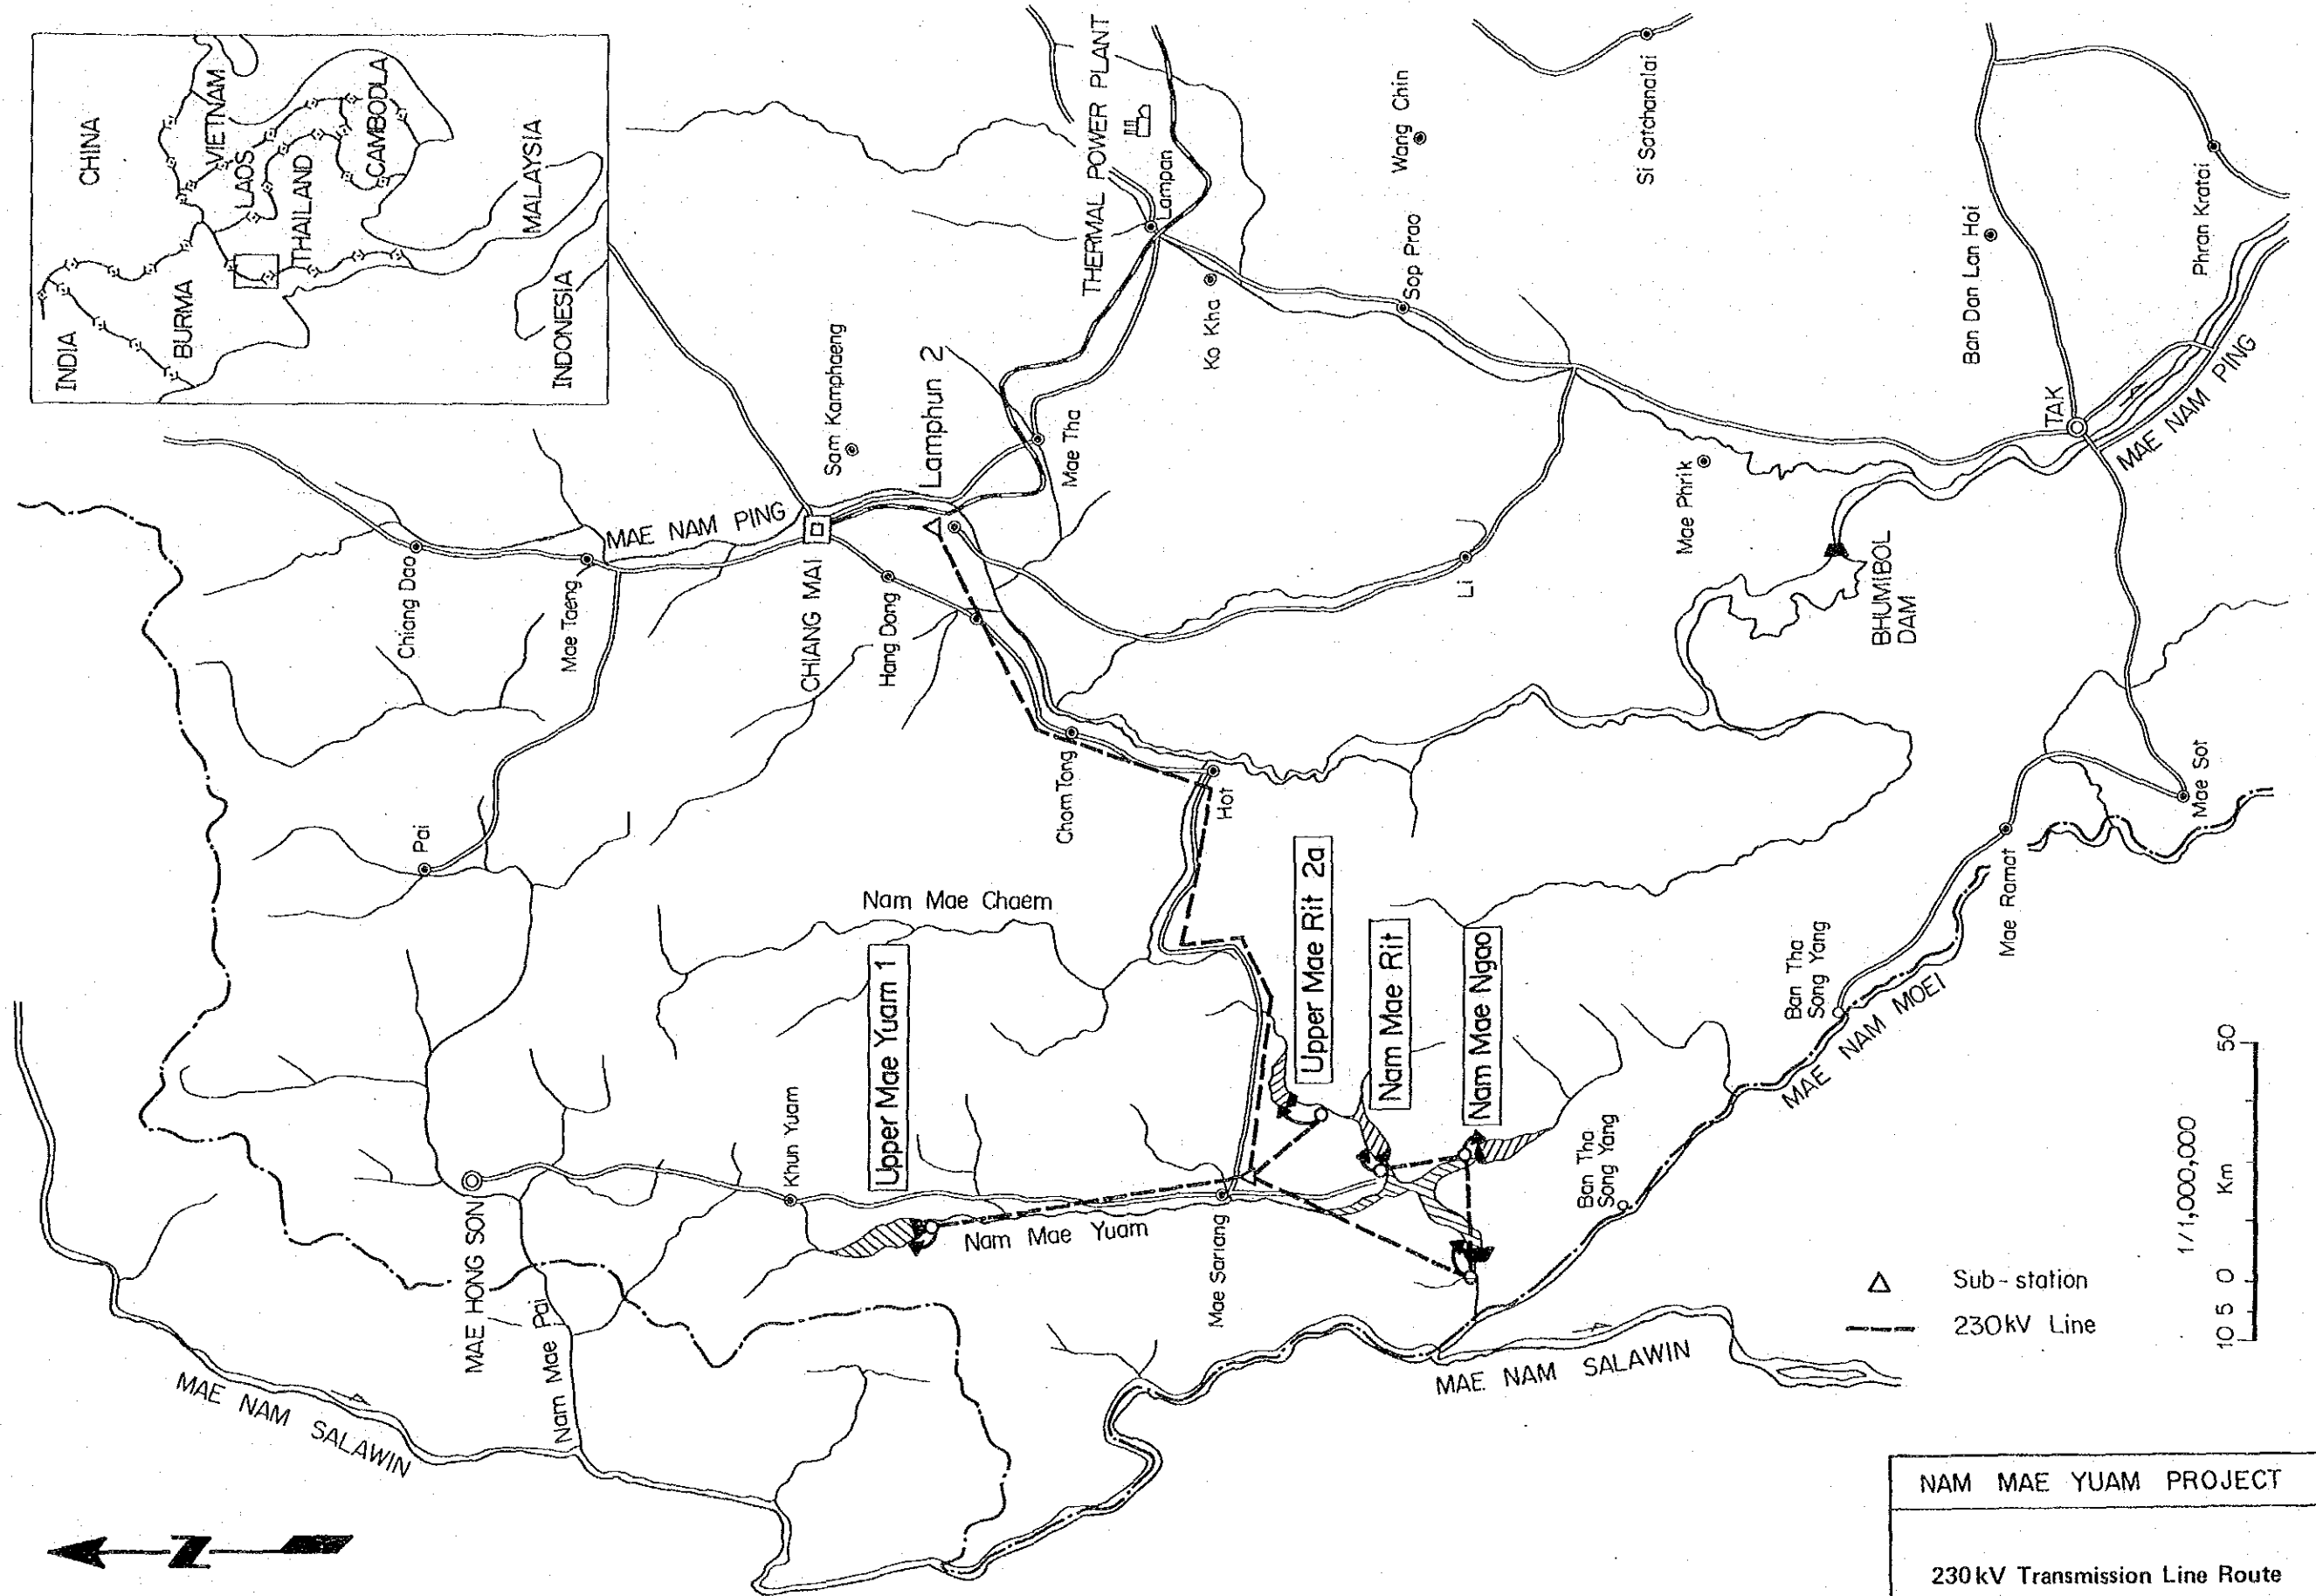 INDIA
CHINA
BURMA
VIETNAM
LAOS
THAILAND
CAMBODLA
MALAYSIA
INDONESIA
THERMAL POWER PLANT
Lampan
Wang Chin
Si Satchanalai
Ban Dan Lan Hoi
Phran Kratai
Sop Prao
Ko Kha
Sam Kamphaeng
Lamphun 2
Mae Tha
TAK
MAE NAM PING
Mae Phrik
BHUMIBOL
DAM
Li
MAE NAM PING
CHIANG MAI
Chiang Dao
Mae Taeng
Hang Dong
Pai
Chom Tong
Hot
Mae Sot
Mae Ramat
Nam Mae Chaem
Upper Mae Yuam 1
Upper Mae Rit 2a
Nam Mae Rit
Nam Mae Ngao
Ban Tha
Song Yang
MAE NAM MOEI
Ban Tha
Song Yang
Khun Yuam
MAE HONG SON
Nam Mae Pai
Nam Mae Yuam
Mae Sariang
MAE NAM SALAWIN
MAE NAM SALAWIN
N
1/1,000,000
10 5 0 Km 50
Sub-station
230kV Line
NAM MAE YUAM PROJECT
230kV Transmission Line Route